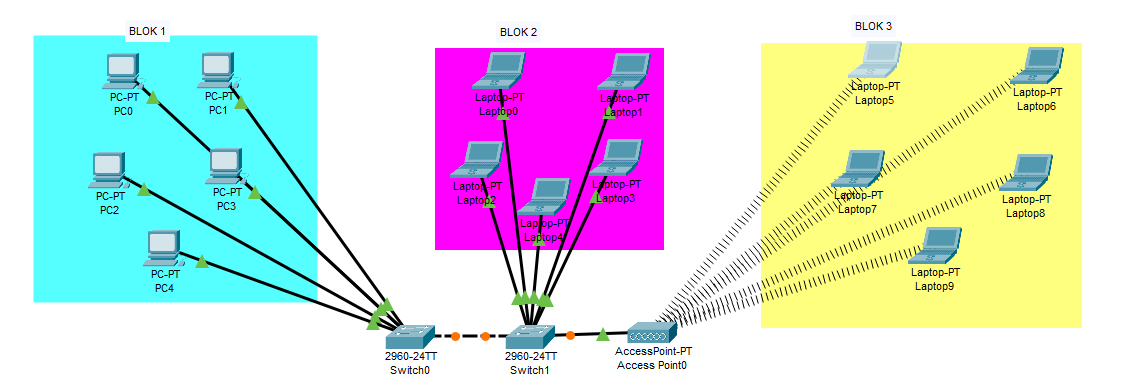 BLOK 1
PC-PT
PC0
PC-PT
PC1
PC-PT
PC2
PC-PT
PC3
PC-PT
PC4
BLOK 2
Laptop-PT
Laptop0
Laptop-PT
Laptop1
Laptop-PT
Laptop2
Laptop-PT
Laptop3
Laptop-PT
Laptop4
BLOK 3
Laptop-PT
Laptop5
Laptop-PT
Laptop6
Laptop-PT
Laptop7
Laptop-PT
Laptop8
Laptop-PT
Laptop9
2960-24TT
Switch0
2960-24TT
Switch1
AccessPoint-PT
Access Point0